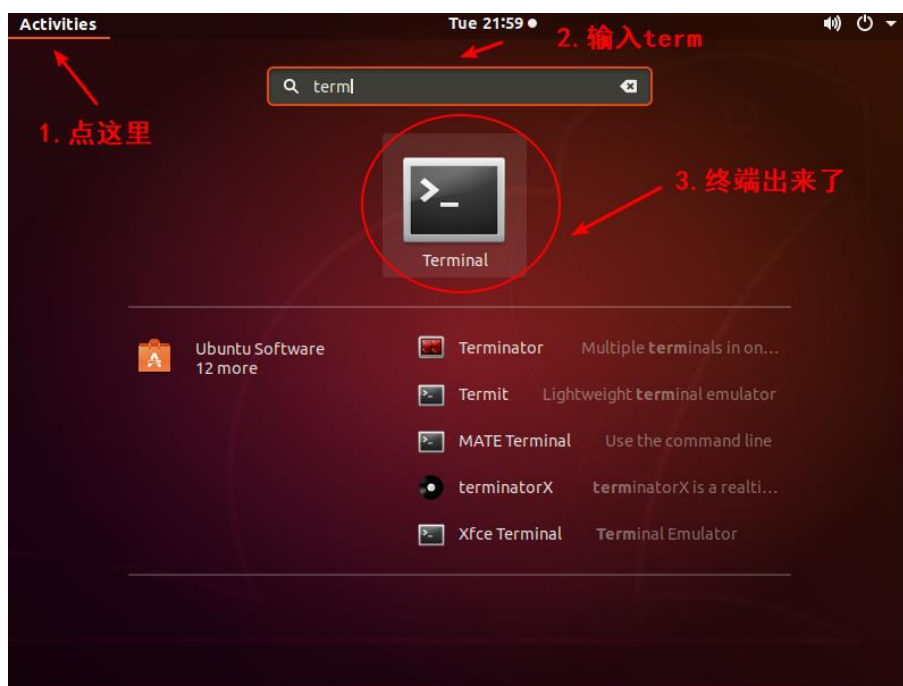 Activities
Tue 21:59
2.输入term
term
1.点这里
3.终端出来了
Terminal
Ubuntu Software
12 more
Terminator Multiple terminals in on...
Termit Lightweight terminal emulator
MATE Terminal Use the command line
terminatorX terminatorX is a realti...
Xfce Terminal Terminal Emulator